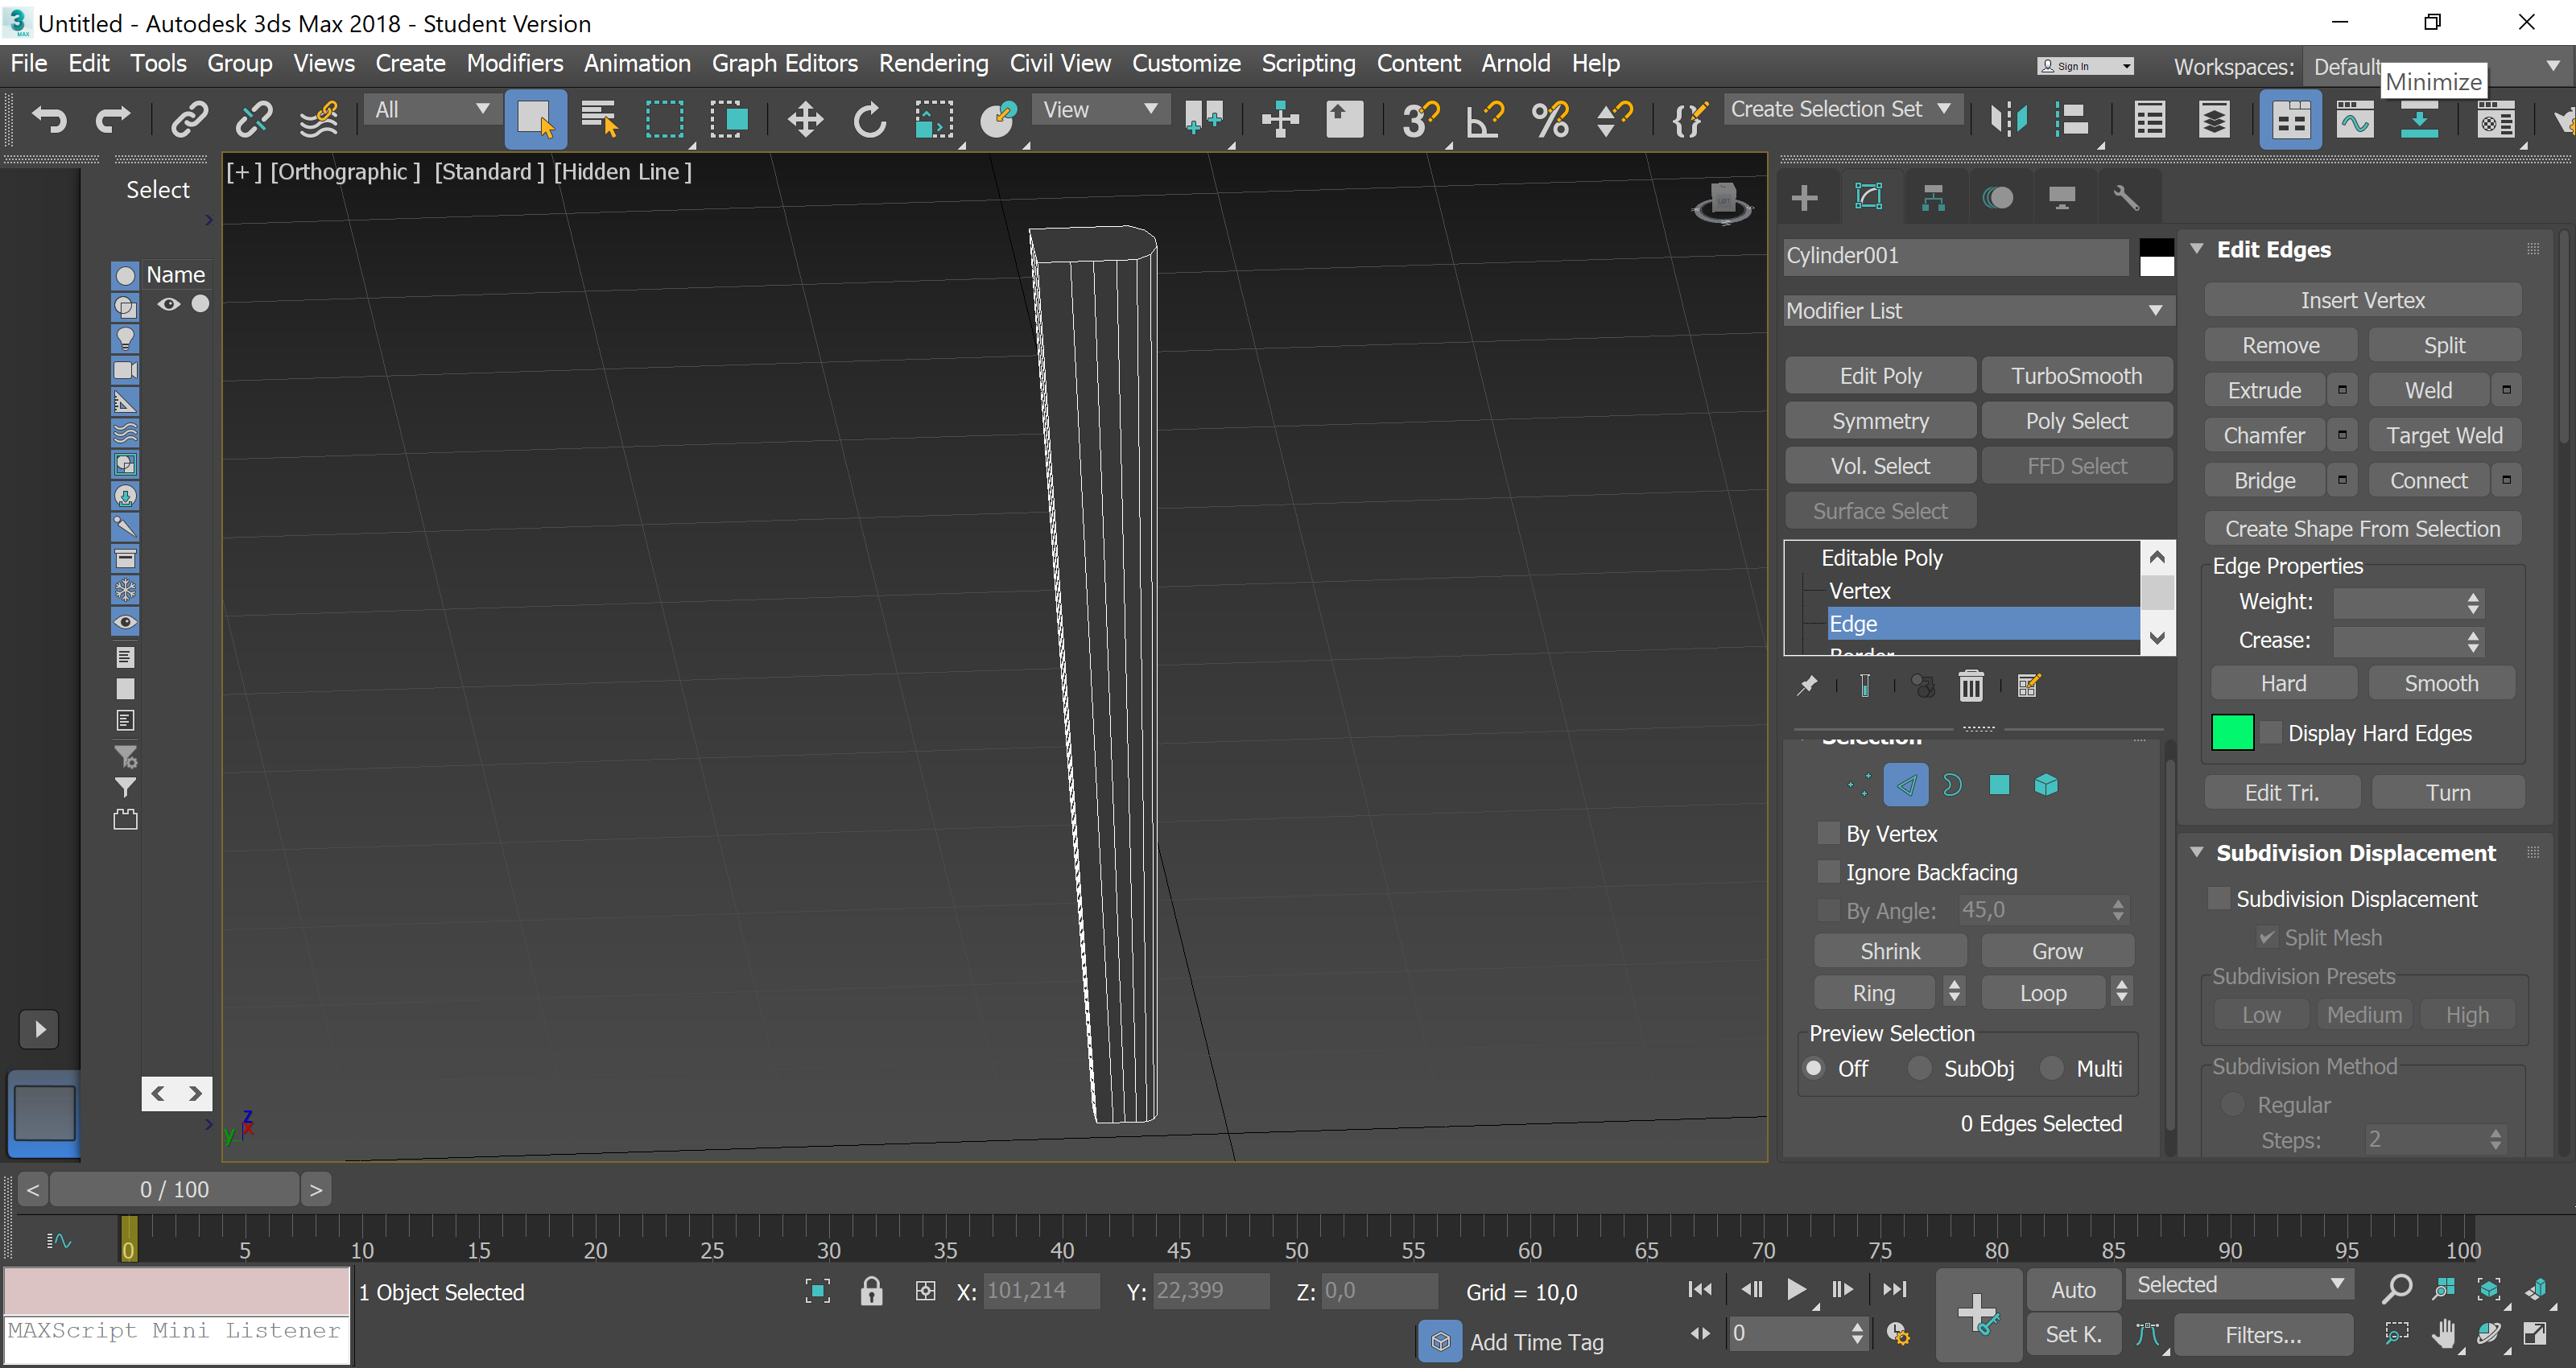 Untitled - Autodesk 3ds Max 2018 - Student Version
File Edit Tools Group Views Create Modifiers Animation Graph Editors Rendering Civil View Customize Scripting Content Arnold Help
Sign In
Workspaces: Default
Minimize
All
View
Create Selection Set
Select
[+] [Orthographic ] [Standard ] [Hidden Line ]
Name
z
x
y
Cylinder001
Modifier List
Edit Poly TurboSmooth
Symmetry Poly Select
Vol. Select FFD Select
Surface Select
Editable Poly
Vertex
Edge
Border
Selection
By Vertex
Ignore Backfacing
By Angle: 45,0
Shrink Grow
Ring Loop
Preview Selection
Off SubObj Multi
0 Edges Selected
Edit Edges
Insert Vertex
Remove Split
Extrude Weld
Chamfer Target Weld
Bridge Connect
Create Shape From Selection
Edge Properties
Weight:
Crease:
Hard Smooth
Display Hard Edges
Edit Tri. Turn
Subdivision Displacement
Subdivision Displacement
Split Mesh
Subdivision Presets
Low Medium High
Subdivision Method
Regular
Steps: 2
< 0 / 100 >
0 5 10 15 20 25 30 35 40 45 50 55 60 65 70 75 80 85 90 95 100
1 Object Selected
X: 101,214 Y: 22,399 Z: 0,0 Grid = 10,0
Auto Selected
MAXScript Mini Listener
Add Time Tag
0
Set K. Filters...